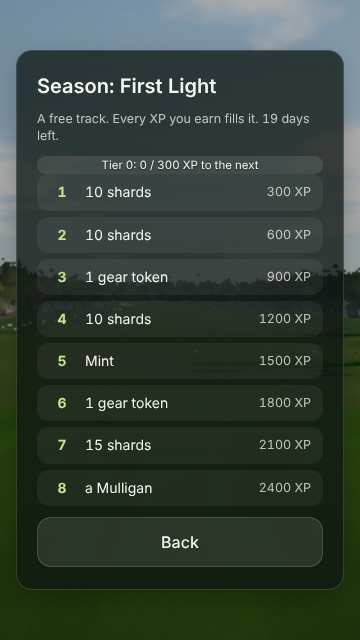 Season: First Light
A free track. Every XP you earn fills it. 19 days
left.
Tier 0: 0 / 300 XP to the next
1 10 shards 300 XP
2 10 shards 600 XP
3 1 gear token 900 XP
4 10 shards 1200 XP
5 Mint 1500 XP
6 1 gear token 1800 XP
7 15 shards 2100 XP
8 a Mulligan 2400 XP
Back